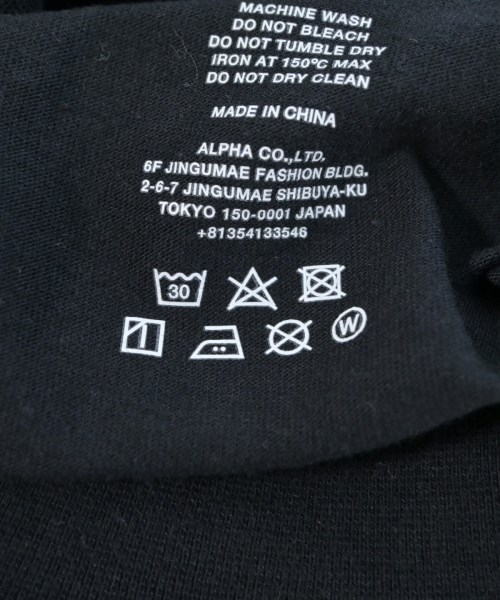 MACHINE WASH
DO NOT BLEACH
DO NOT TUMBLE DRY
IRON AT 150°C MAX
DO NOT DRY CLEAN
MADE IN CHINA
ALPHA CO.,LTD.
6F JINGUMAE FASHION BLDG.
2-6-7 JINGUMAE SHIBUYA-KU
TOKYO 150-0001 JAPAN
+81354133546
30
W